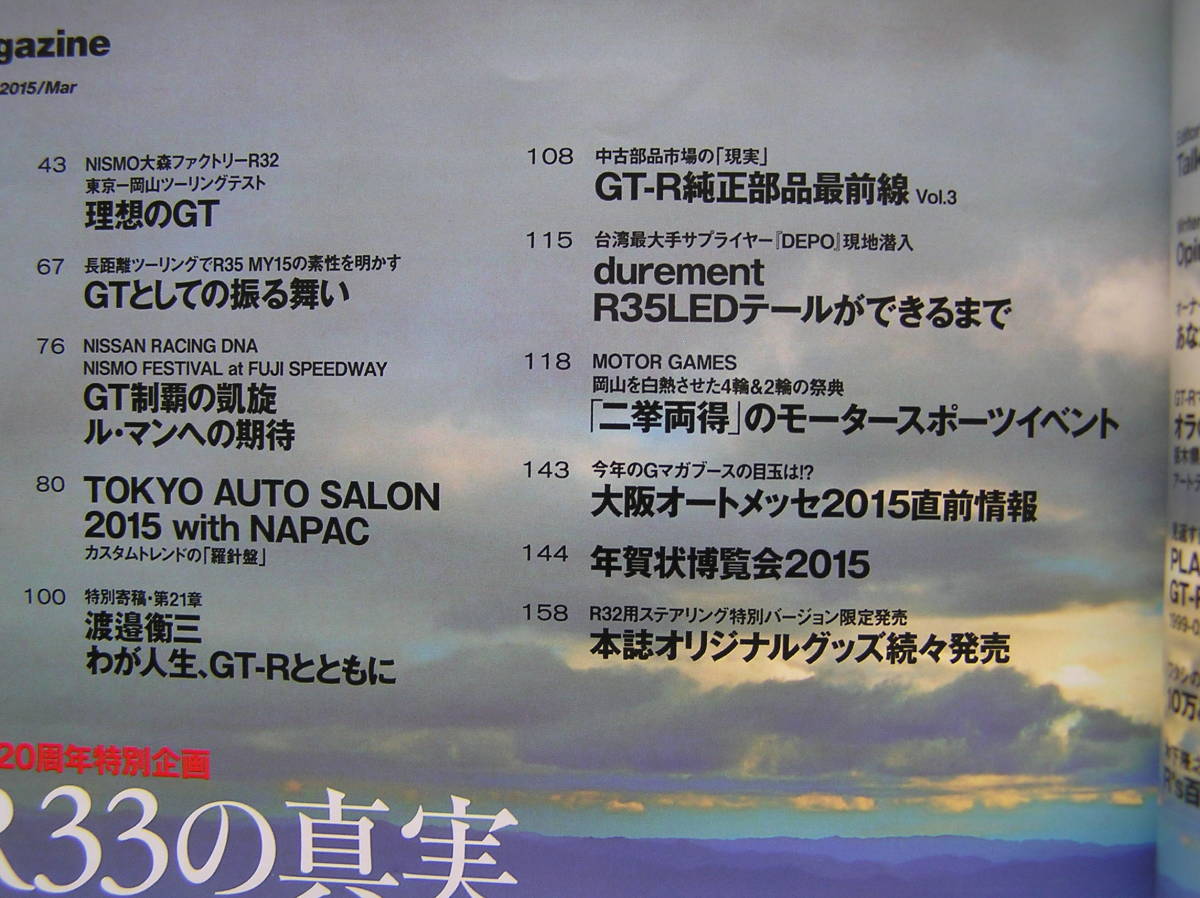 gazine
2015/Mar
43 NISMO大森ファクトリーR32
東京ー岡山ツーリングテスト
理想のGT
67 長距離ツーリングでR35 MY15の素性を明かす
GTとしての振る舞い
76 NISSAN RACING DNA
NISMO FESTIVAL at FUJI SPEEDWAY
GT制覇の凱旋
ル・マンへの期待
80 TOKYO AUTO SALON
2015 with NAPAC
カスタムトレンドの「羅針盤」
100 特別寄稿・第21章
渡邉衡三
わが人生、GT-Rとともに
108 中古部品市場の「現実」
GT-R純正部品最前線 Vol.3
115 台湾最大手サプライヤー『DEPO』現地潜入
durement
R35LEDテールができるまで
118 MOTOR GAMES
岡山を白熱させた4輪&2輪の祭典
「二挙両得」のモータースポーツイベント
143 今年のGマガブースの目玉は!?
大阪オートメッセ2015直前情報
144 年賀状博覧会2015
158 R32用ステアリング特別バージョン限定発売
本誌オリジナルグッズ続々発売
20周年特別企画
R33の真実
Talk
あな
GT-R
オラ
PLA
GT-R
10万
R's百